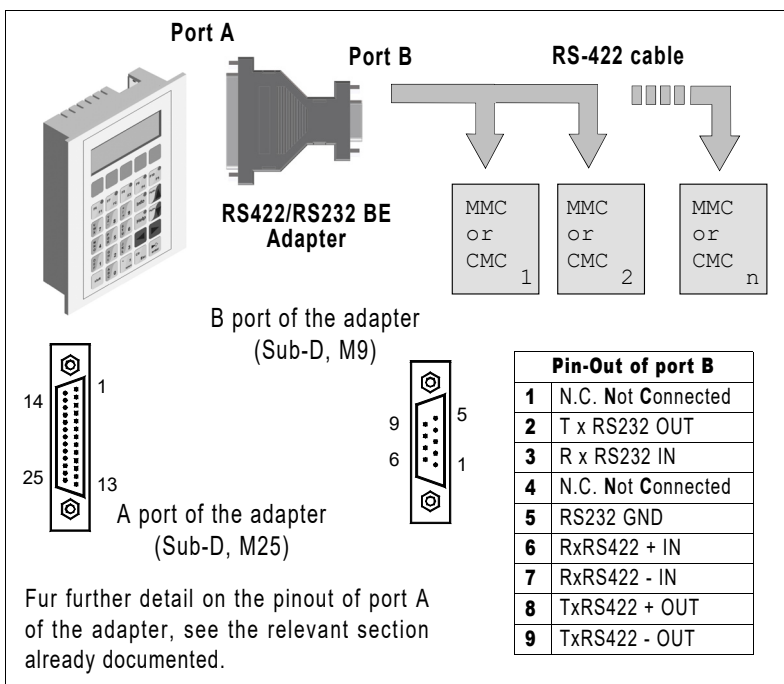 Port A
Port B
RS-422 cable
RS422/RS232 BE
Adapter
MMC
or
CMC 1
MMC
or
CMC 2
MMC
or
CMC n
B port of the adapter
(Sub-D, M9)
14
1
25
13
9
5
6
1
A port of the adapter
(Sub-D, M25)
Pin-Out of port B
1 N.C. Not Connected
2 T x RS232 OUT
3 R x RS232 IN
4 N.C. Not Connected
5 RS232 GND
6 RxRS422 + IN
7 RxRS422 - IN
8 TxRS422 + OUT
9 TxRS422 - OUT
Fur further detail on the pinout of port A
of the adapter, see the relevant section
already documented.